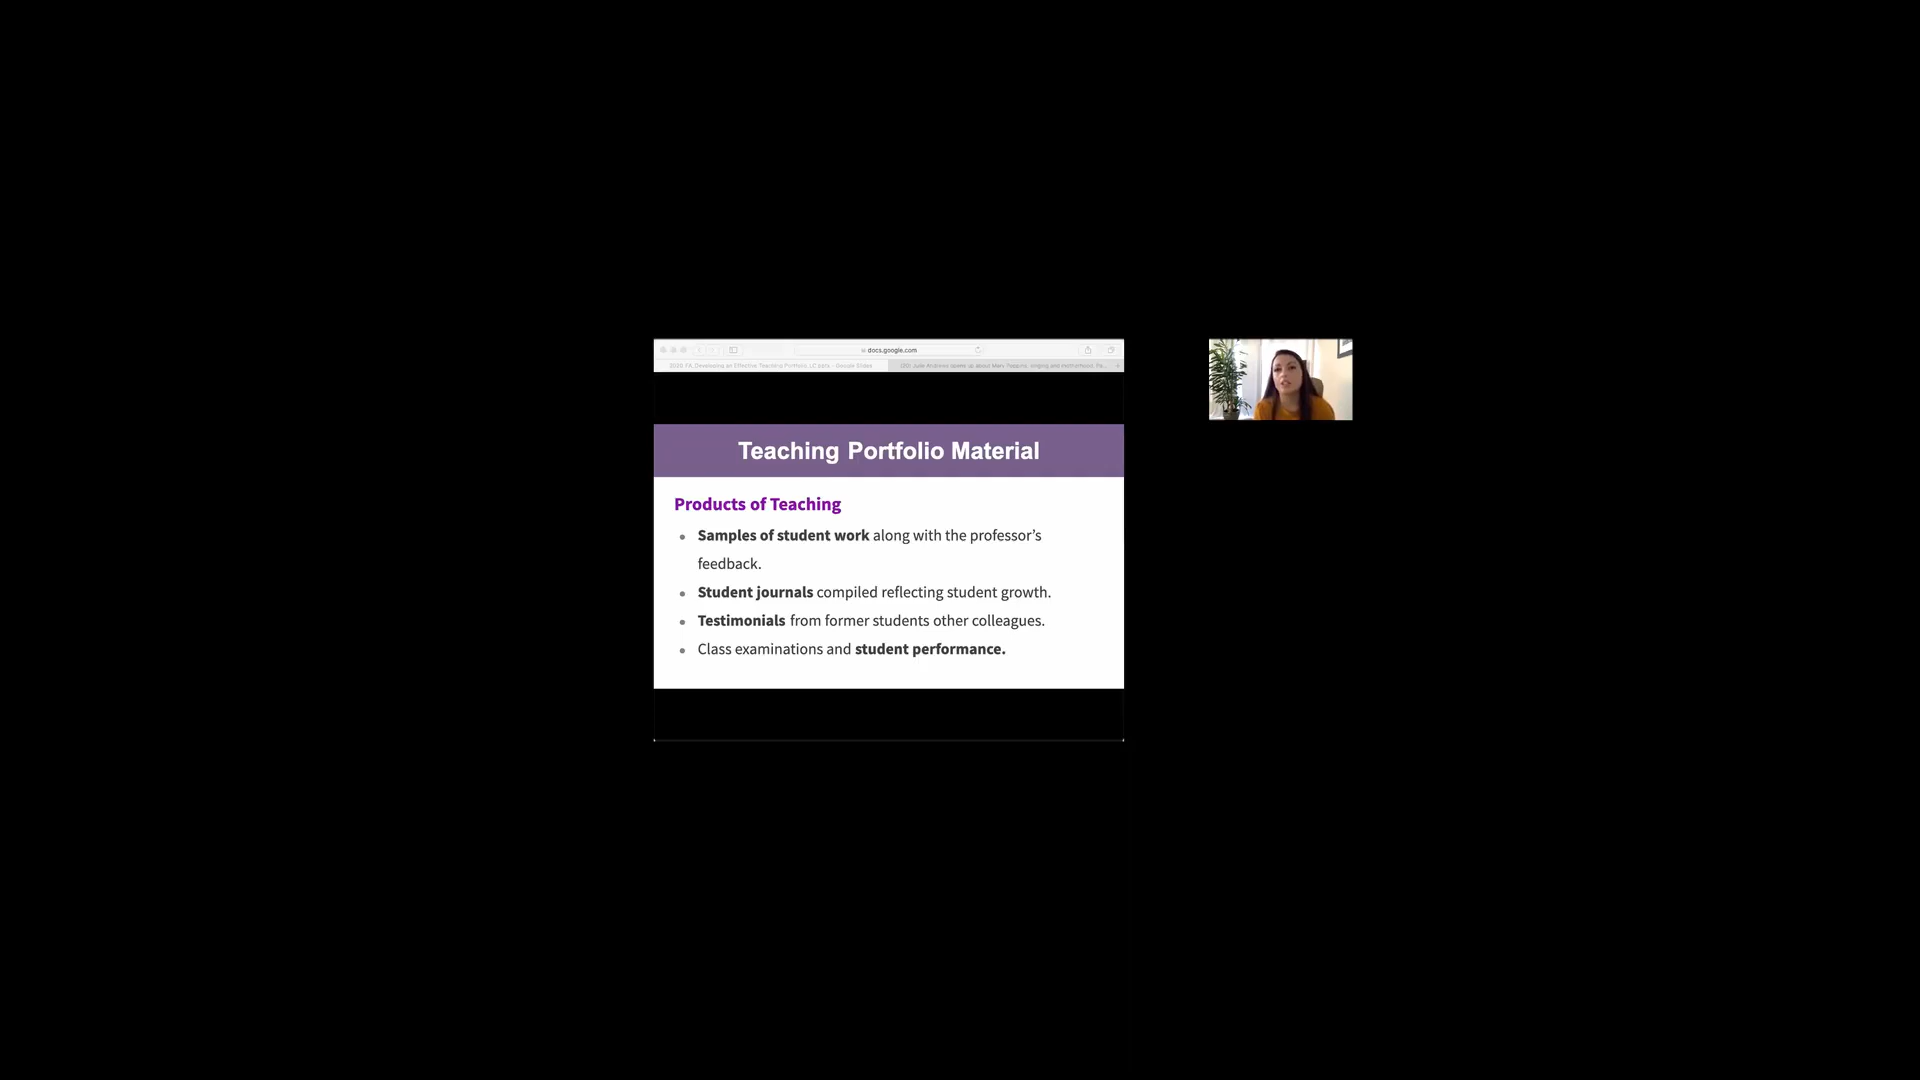 docs.google.com
Teaching Portfolio Material
Products of Teaching
Samples of student work along with the professor’s
feedback.
Student journals compiled reflecting student growth.
Testimonials from former students other colleagues.
Class examinations and student performance.